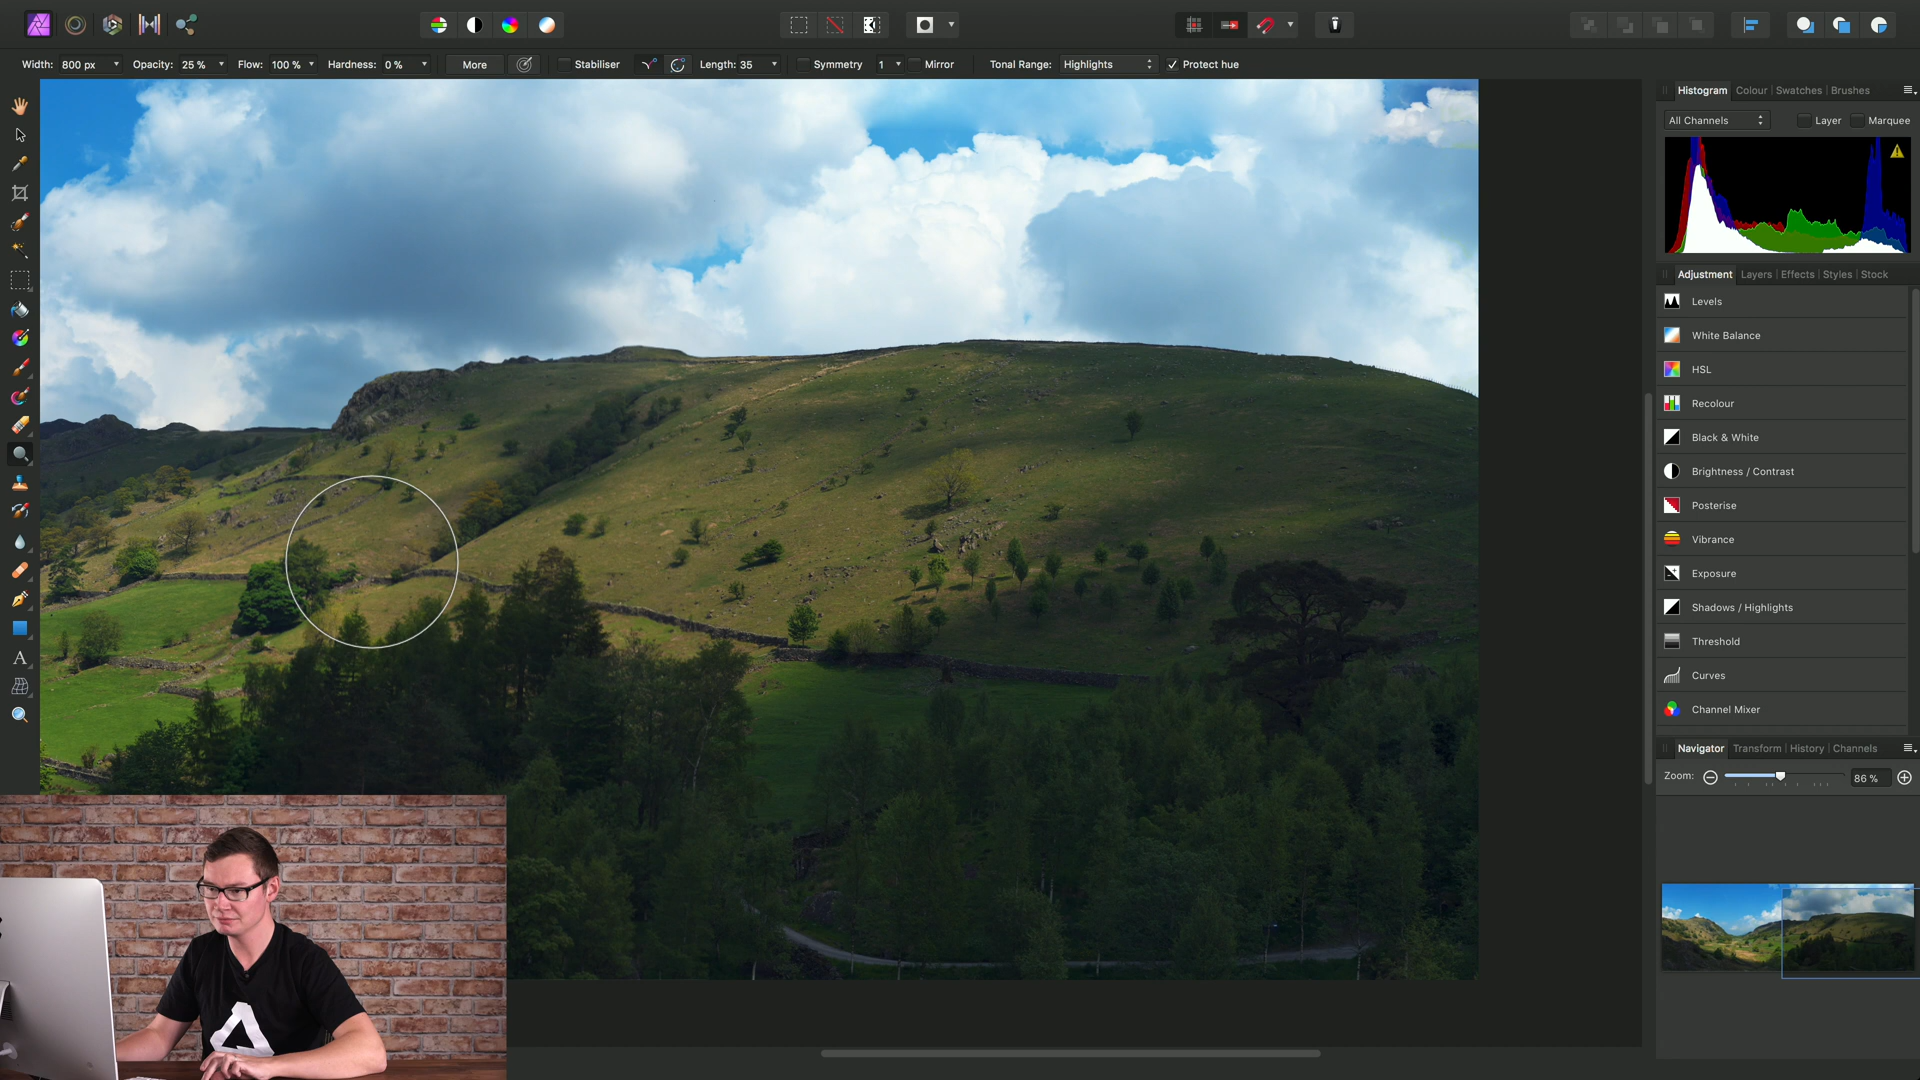 Width: 800 px Opacity: 25 % Flow: 100 % Hardness: 0 % More Stabiliser Length: 35 Symmetry 1 Mirror Tonal Range: Highlights Protect hue
Histogram Colour | Swatches | Brushes
All Channels Layer Marquee
Adjustment Layers | Effects | Styles | Stock
Levels
White Balance
HSL
Recolour
Black & White
Brightness / Contrast
Posterise
Vibrance
Exposure
Shadows / Highlights
Threshold
Curves
Channel Mixer
Navigator Transform | History | Channels
Zoom: 86 %